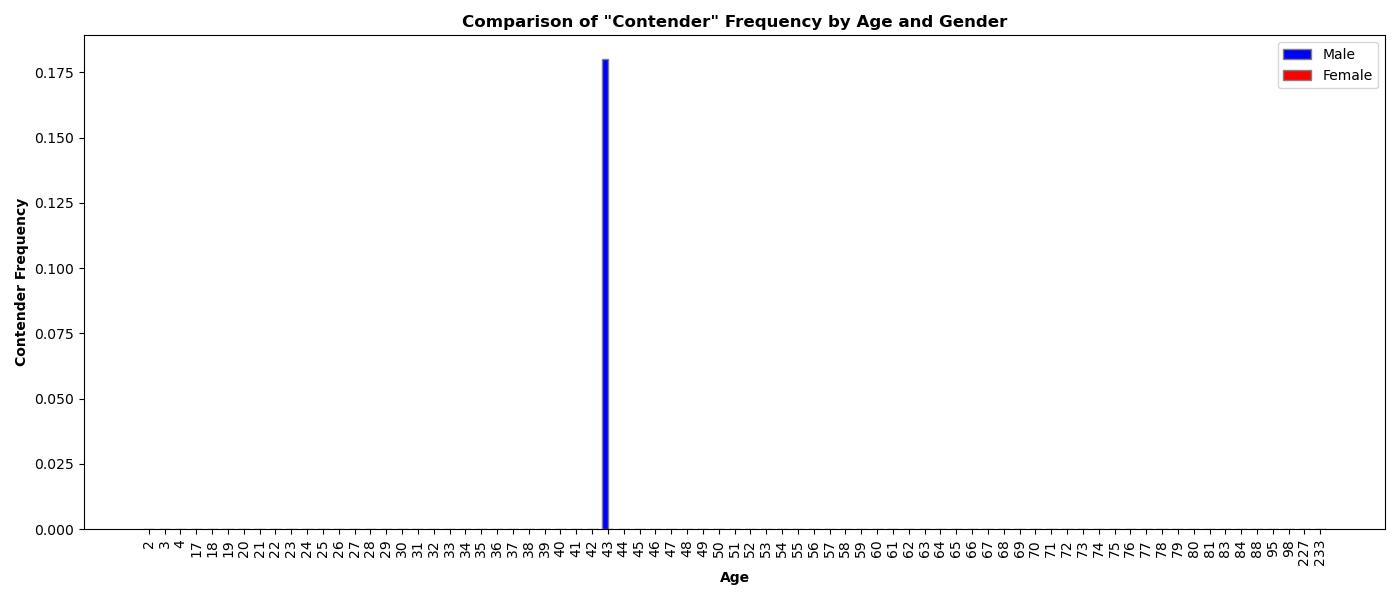 Comparison of "Contender" Frequency by Age and Gender
Male
Female
Contender Frequency
0.175
0.150
0.125
0.100
0.075
0.050
0.025
0.000
2 3 4 17 18 19 20 21 22 23 24 25 26 27 28 29 30 31 32 33 34 35 36 37 38 39 40 41 42 43 44 45 46 47 48 49 50 51 52 53 54 55 56 57 58 59 60 61 62 63 64 65 66 67 68 69 70 71 72 73 74 75 76 77 78 79 80 81 83 84 88 95 98 227 233
Age